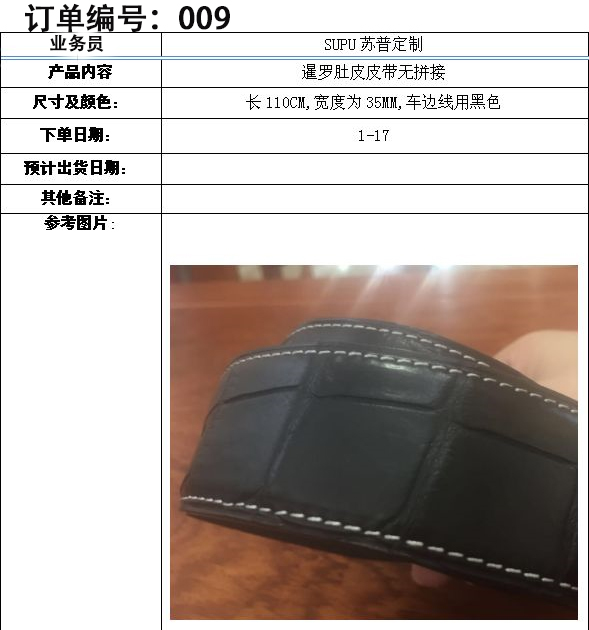 订单编号：009
业务员 SUPU苏普定制
产品内容 暹罗肚皮皮带无拼接
尺寸及颜色： 长110CM,宽度为35MM,车边线用黑色
下单日期： 1-17
预计出货日期：
其他备注：
参考图片：